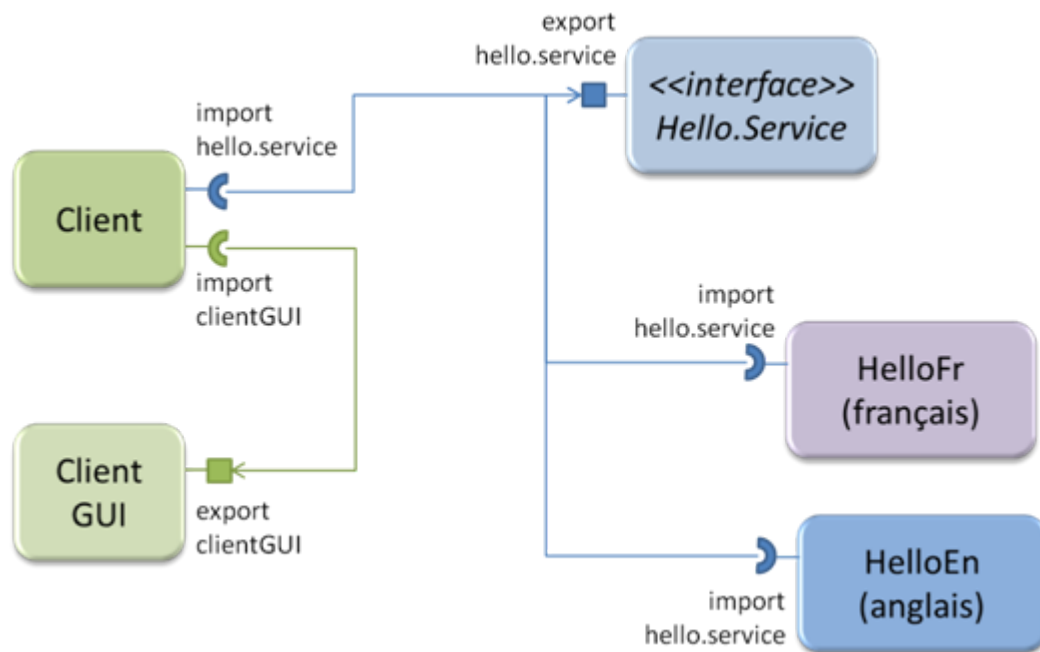 export
hello.service
<<interface>>
Hello.Service
import
hello.service
Client
import
clientGUI
import
hello.service
HelloFr
(français)
Client
GUI
export
clientGUI
HelloEn
(anglais)
import
hello.service